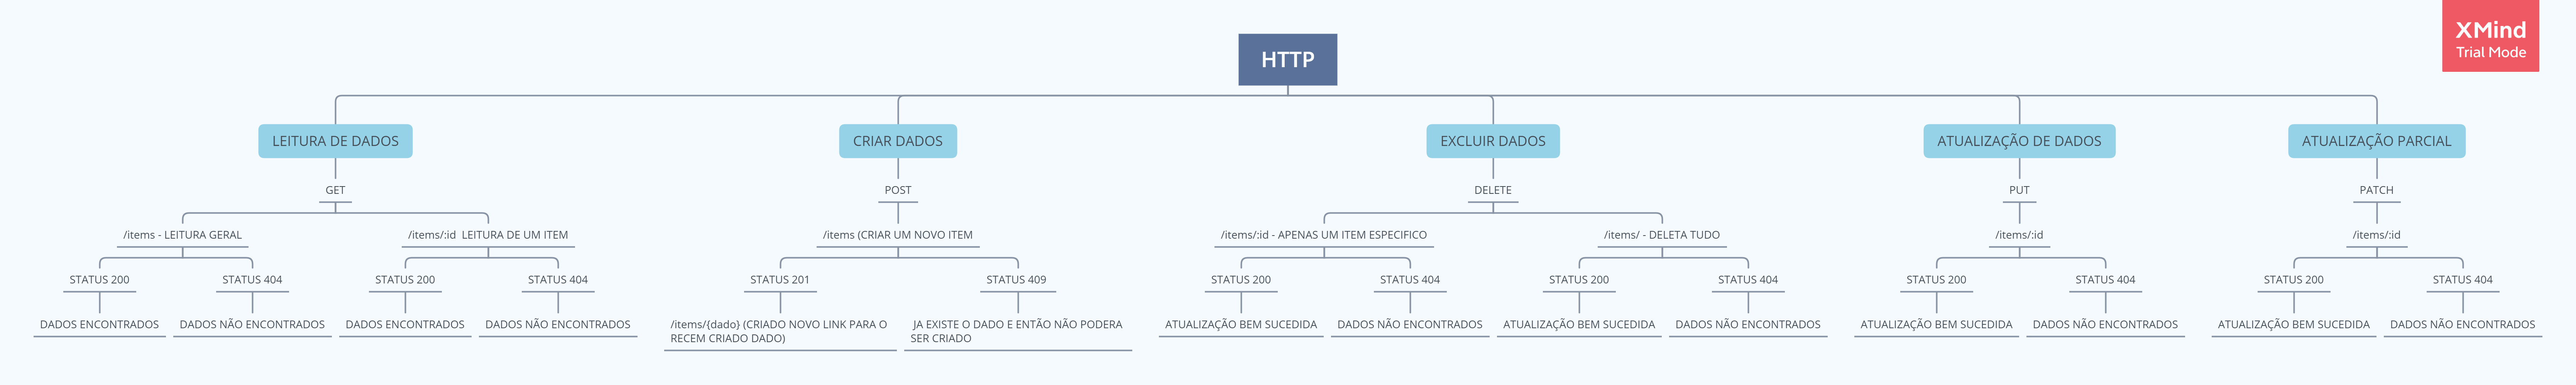 XMind
Trial Mode
HTTP
LEITURA DE DADOS
CRIAR DADOS
EXCLUIR DADOS
ATUALIZAÇÃO DE DADOS
ATUALIZAÇÃO PARCIAL
GET
POST
DELETE
PUT
PATCH
/items - LEITURA GERAL
/items/:id  LEITURA DE UM ITEM
/items (CRIAR UM NOVO ITEM
/items/:id - APENAS UM ITEM ESPECIFICO
/items/ - DELETA TUDO
/items/:id
/items/:id
STATUS 200
STATUS 404
STATUS 200
STATUS 404
STATUS 201
STATUS 409
STATUS 200
STATUS 404
STATUS 200
STATUS 404
STATUS 200
STATUS 404
STATUS 200
STATUS 404
DADOS ENCONTRADOS
DADOS NÃO ENCONTRADOS
DADOS ENCONTRADOS
DADOS NÃO ENCONTRADOS
/items/{dado} (CRIADO NOVO LINK PARA O
RECEM CRIADO DADO)
JA EXISTE O DADO E ENTÃO NÃO PODERA
SER CRIADO
ATUALIZAÇÃO BEM SUCEDIDA
DADOS NÃO ENCONTRADOS
ATUALIZAÇÃO BEM SUCEDIDA
DADOS NÃO ENCONTRADOS
ATUALIZAÇÃO BEM SUCEDIDA
DADOS NÃO ENCONTRADOS
ATUALIZAÇÃO BEM SUCEDIDA
DADOS NÃO ENCONTRADOS